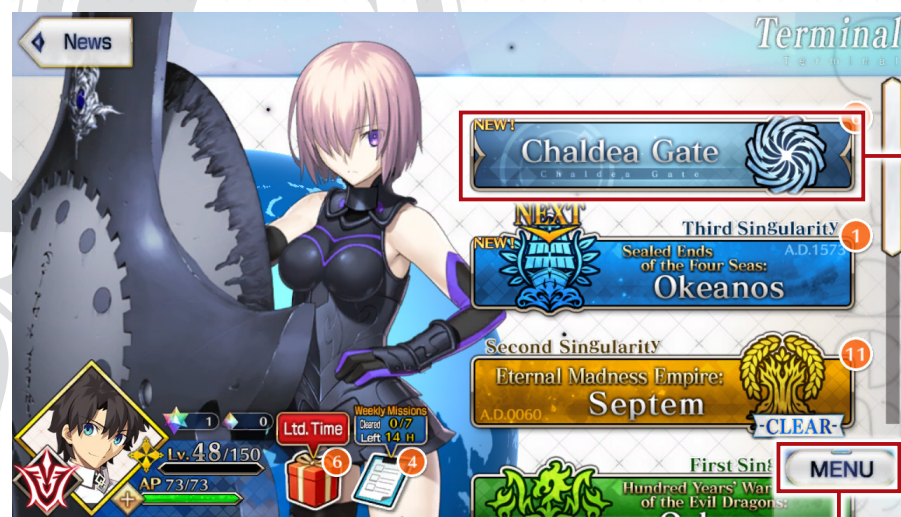 News
Terminal
Terminal
NEW!
Chaldea Gate
Chaldea Gate
NEXT
Third Singularity
1
NEW!
Sealed Ends
of the Four Seas:
Okeanos
A.D.1573
Second Singularity
11
Eternal Madness Empire:
Septem
A.D.0060
-CLEAR-
First Sing
Hundred Years' War
of the Evil Dragons:
MENU
1
0
Ltd. Time
6
Weekly Missions
Cleared 0/7
Left 14 H
4
Lv. 48/150
AP 73/73